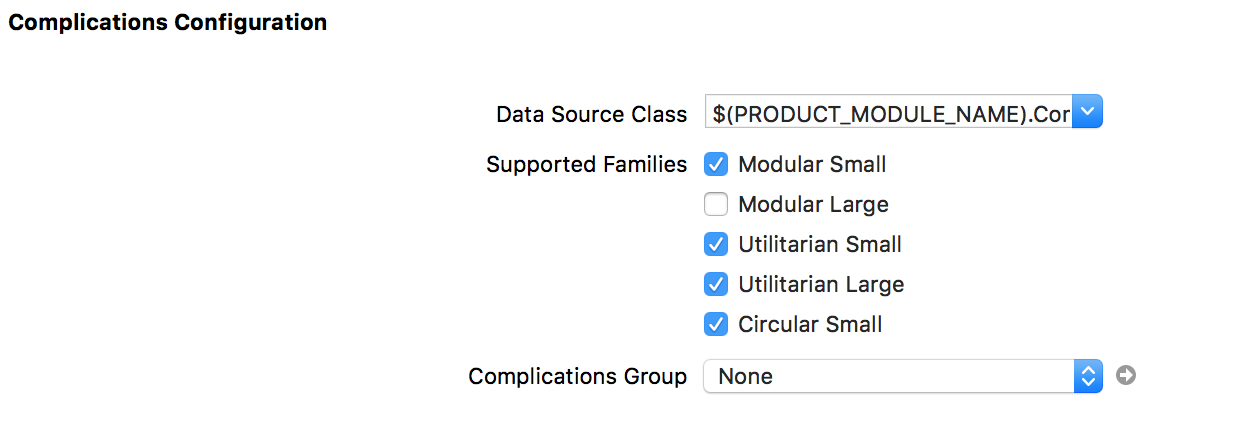 Complications Configuration
Data Source Class $(PRODUCT_MODULE_NAME).Cor
Supported Families Modular Small
Modular Large
Utilitarian Small
Utilitarian Large
Circular Small
Complications Group None